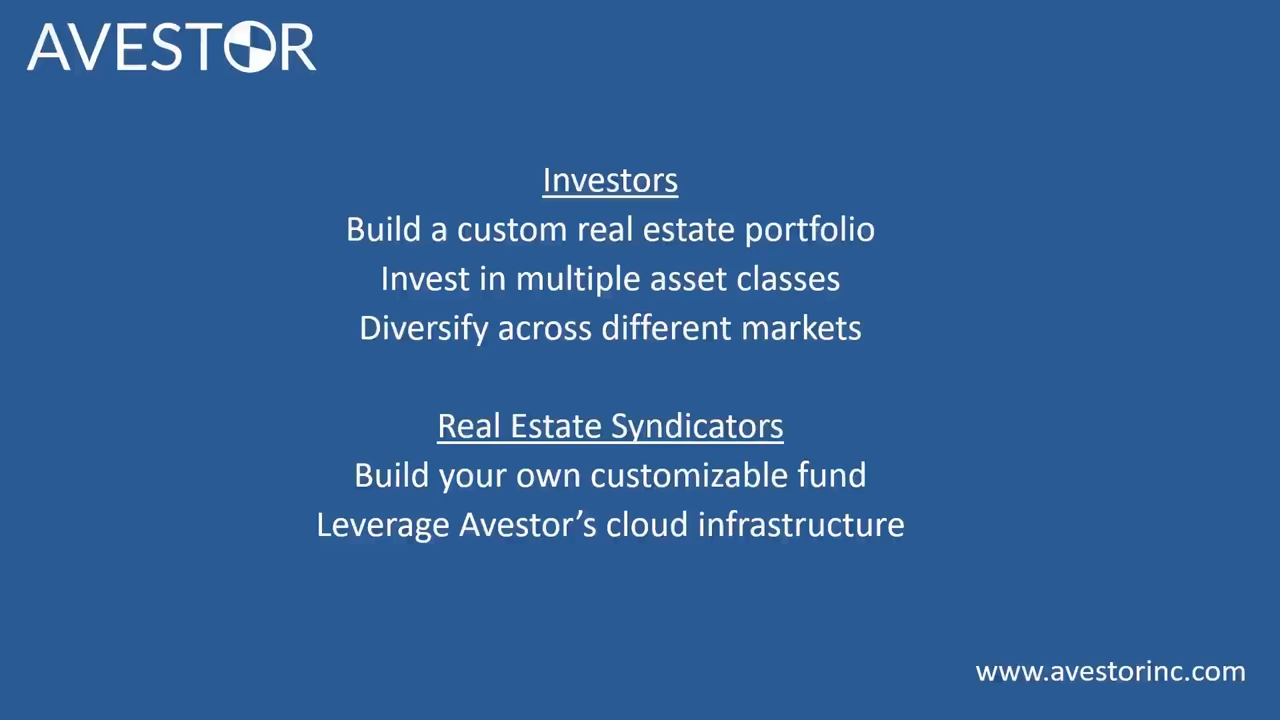 AVESTOR
Investors
Build a custom real estate portfolio
Invest in multiple asset classes
Diversify across different markets
Real Estate Syndicators
Build your own customizable fund
Leverage Avestor’s cloud infrastructure
www.avestorinc.com